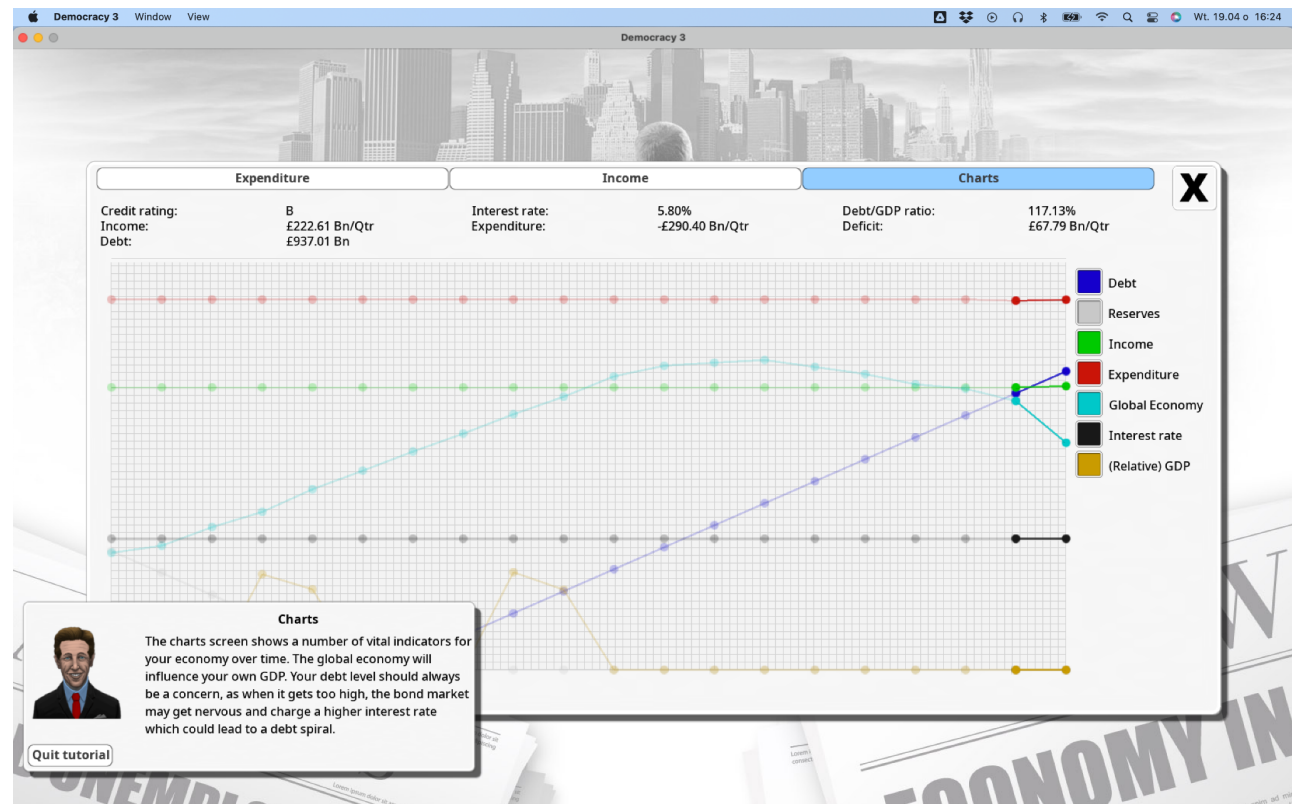 Democracy 3 Window View Wt. 19.04 o 16:24
Democracy 3
Expenditure Income Charts X
Credit rating: B Interest rate: 5.80% Debt/GDP ratio: 117.13%
Income: £222.61 Bn/Qtr Expenditure: -£290.40 Bn/Qtr Deficit: £67.79 Bn/Qtr
Debt: £937.01 Bn
Debt
Reserves
Income
Expenditure
Global Economy
Interest rate
(Relative) GDP
Charts
The charts screen shows a number of vital indicators for
your economy over time. The global economy will
influence your own GDP. Your debt level should always
be a concern, as when it gets too high, the bond market
may get nervous and charge a higher interest rate
which could lead to a debt spiral.
Quit tutorial
ECONOMY IN